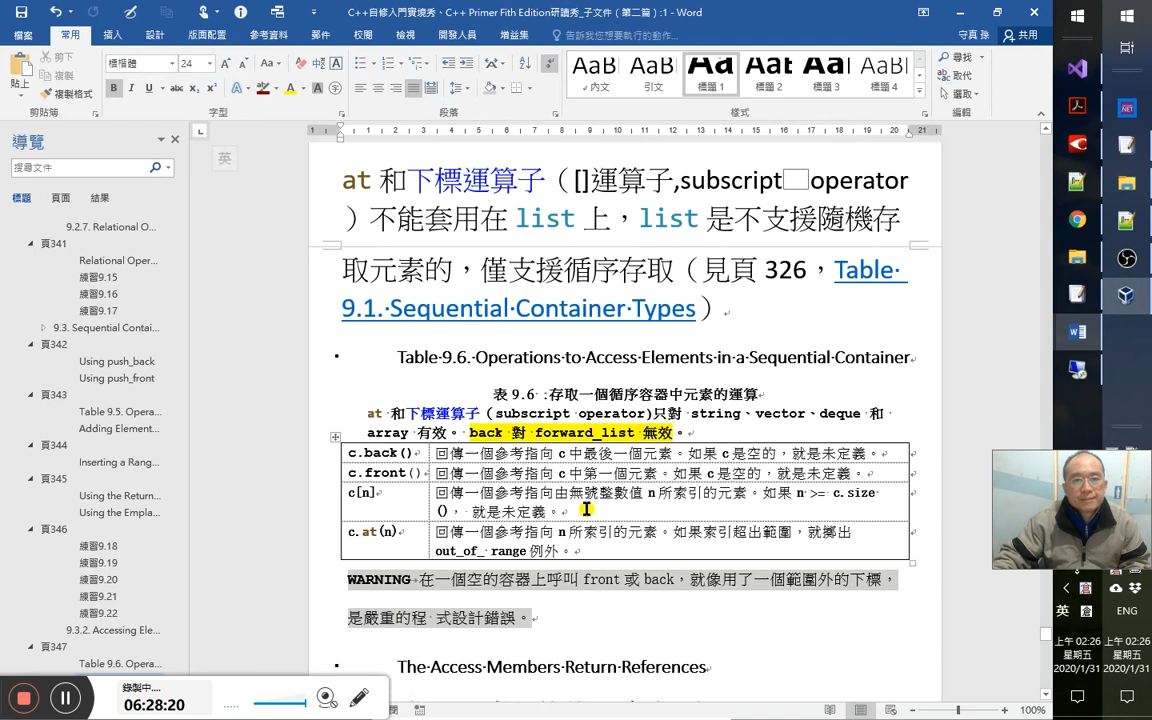 C++自修入門實境秀、C++ Primer Fith Edition研讀秀_子文件（第二篇）:1 - Word
檔案 常用 插入 設計 版面配置 參考資料 郵件 校閱 檢視 開發人員 增益集 告訴我您想要執行的動作... 守真 孫 共用
貼上 剪下 複製 複製格式
標楷體 24
AaB AaBb AaB AaBb AaB AaBb
內文 引文 標題 1 標題 2 標題 3 標題 4
尋找 取代 選取
剪貼簿 字型 段落 樣式 編輯
導覽
搜尋文件
標題 頁面 結果
9.2.7. Relational O...
頁341
Relational Oper...
練習9.15
練習9.16
練習9.17
9.3. Sequential Contai...
頁342
Using push_back
Using push_front
頁343
Table 9.5. Opera...
Adding Element...
頁344
Inserting a Rang...
頁345
Using the Return...
Using the Empla...
頁346
練習9.18
練習9.19
練習9.20
練習9.21
練習9.22
9.3.2. Accessing Ele...
頁347
Table 9.6. Opera...
英
at 和下標運算子（[]運算子,subscript operator
）不能套用在 list 上，list 是不支援隨機存
取元素的，僅支援循序存取（見頁 326，Table
9.1. Sequential Container Types）
Table 9.6. Operations to Access Elements in a Sequential Container
表 9.6 :存取一個循序容器中元素的運算
at 和下標運算子（subscript operator)只對 string、vector、deque 和
array 有效。 back 對 forward_list 無效。
c.back() 回傳一個參考指向 c 中最後一個元素。如果 c 是空的，就是未定義。
c.front() 回傳一個參考指向 c 中第一個元素。如果 c 是空的，就是未定義。
c[n] 回傳一個參考指向由無號整數值 n 所索引的元素。如果 n >= c.size
()， 就是未定義。
c.at(n) 回傳一個參考指向 n 所索引的元素。如果索引超出範圍，就擲出
out_of_ range 例外。
WARNING 在一個空的容器上呼叫 front 或 back，就像用了一個範圍外的下標，
是嚴重的程 式設計錯誤。
The Access Members Return References
錄製中....
06:28:20
100%
英 ENG
上午 02:26 上午 02:26
星期五 星期五
2020/1/31 2020/1/31